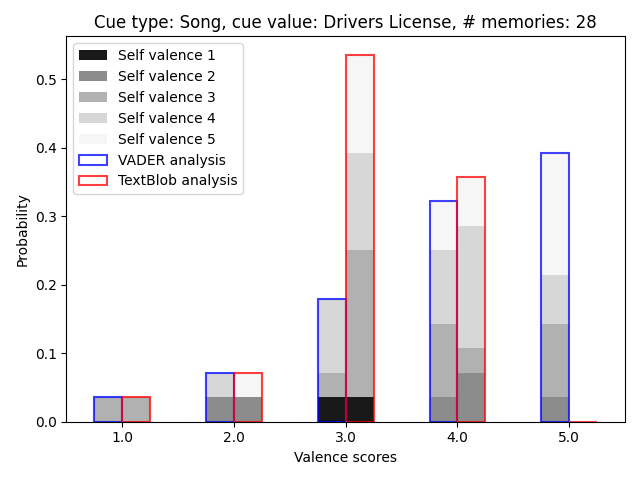 Cue type: Song, cue value: Drivers License, # memories: 28
Self valence 1
Self valence 2
Self valence 3
Self valence 4
Self valence 5
VADER analysis
TextBlob analysis
Probability
0.5
0.4
0.3
0.2
0.1
0.0
1.0 2.0 3.0 4.0 5.0
Valence scores